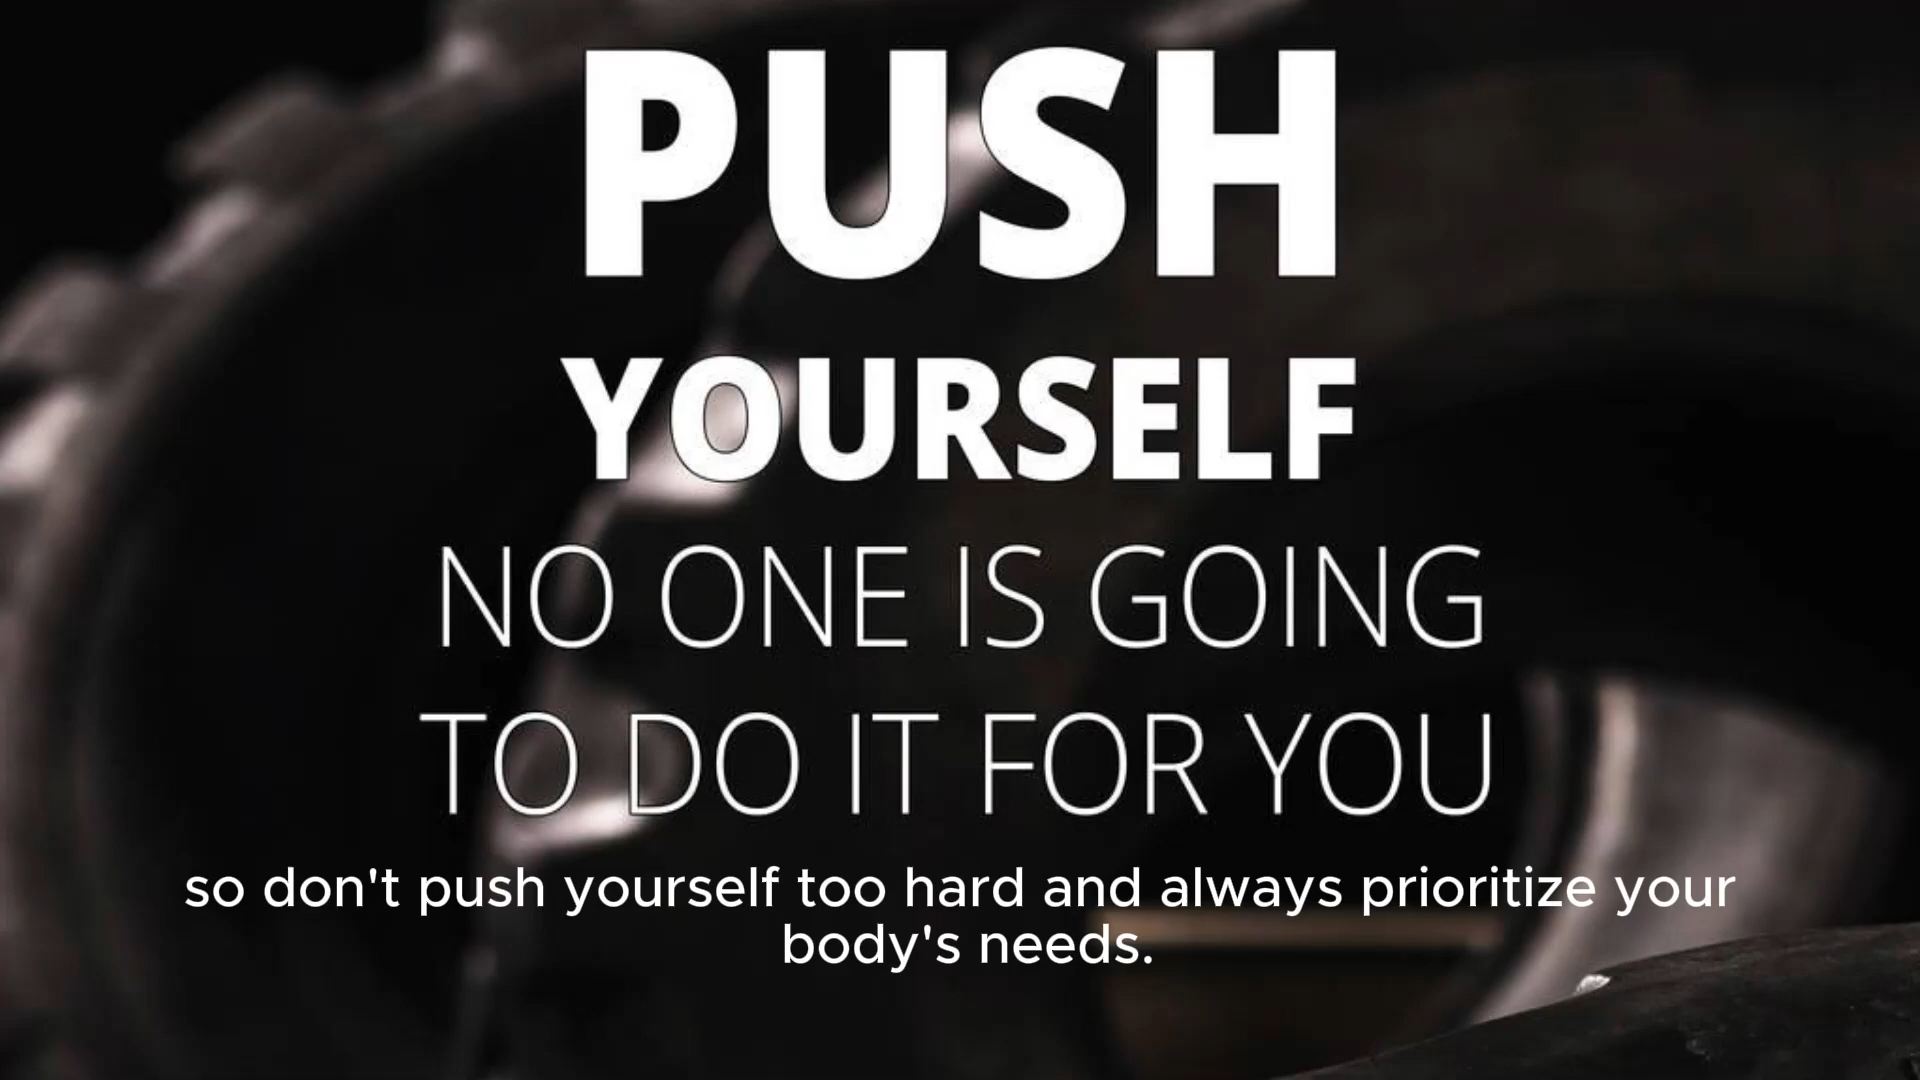 PUSH
YOURSELF
NO ONE IS GOING
TO DO IT FOR YOU
so don't push yourself too hard and always prioritize your
body's needs.